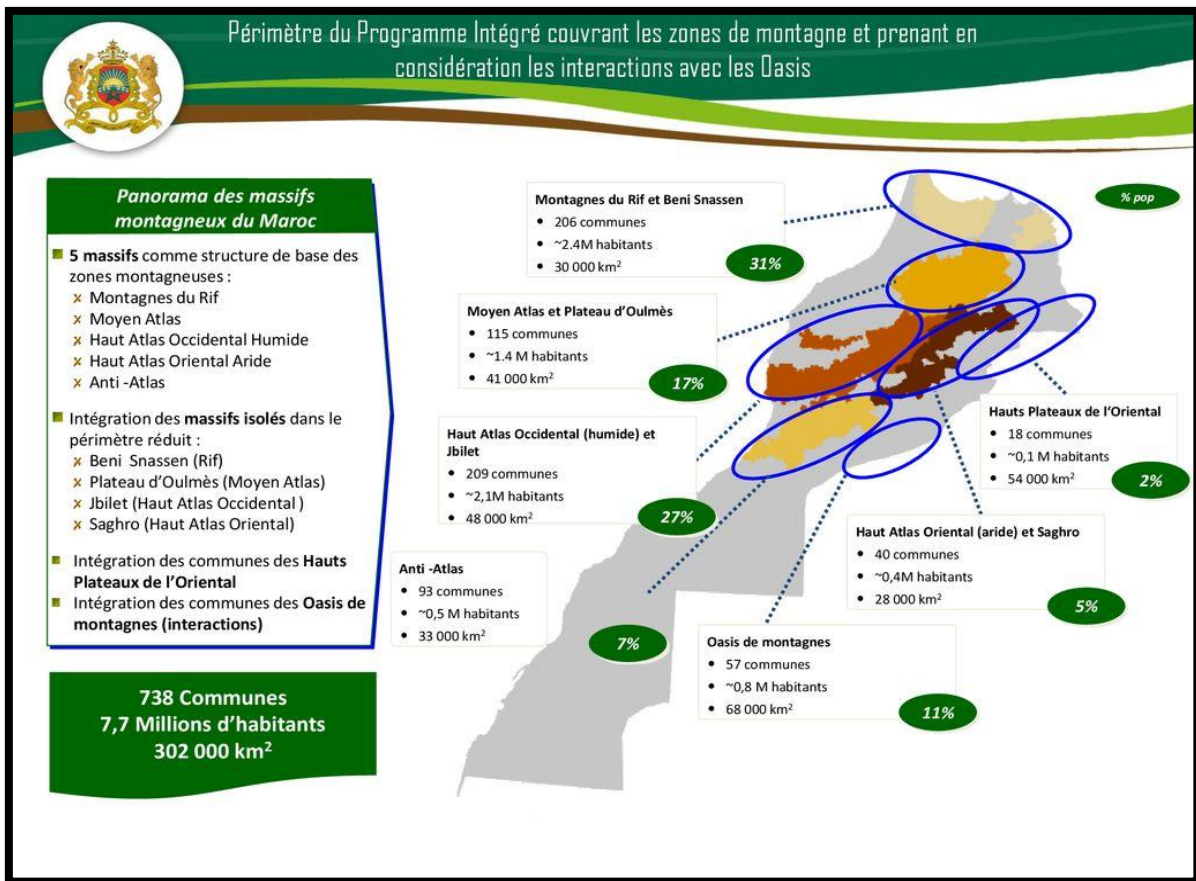 Périmètre du Programme Intégré couvrant les zones de montagne et prenant en
considération les interactions avec les Oasis
Panorama des massifs
montagneux du Maroc
5 massifs comme structure de base des
zones montagneuses :
Montagnes du Rif
Moyen Atlas
Haut Atlas Occidental Humide
Haut Atlas Oriental Aride
Anti -Atlas
Intégration des massifs isolés dans le
périmètre réduit :
Beni Snassen (Rif)
Plateau d'Oulmès (Moyen Atlas)
Jbilet (Haut Atlas Occidental )
Saghro (Haut Atlas Oriental)
Intégration des communes des Hauts
Plateaux de l'Oriental
Intégration des communes des Oasis de
montagnes (interactions)
738 Communes
7,7 Millions d'habitants
302 000 km²
% pop
Montagnes du Rif et Beni Snassen
206 communes
~2.4M habitants
30 000 km²
31%
Moyen Atlas et Plateau d'Oulmès
115 communes
~1.4 M habitants
41 000 km²
17%
Haut Atlas Occidental (humide) et
Jbilet
209 communes
~2,1M habitants
48 000 km²
27%
Anti -Atlas
93 communes
~0,5 M habitants
33 000 km²
7%
Hauts Plateaux de l'Oriental
18 communes
~0,1 M habitants
54 000 km²
2%
Haut Atlas Oriental (aride) et Saghro
40 communes
~0,4M habitants
28 000 km²
5%
Oasis de montagnes
57 communes
~0,8 M habitants
68 000 km²
11%